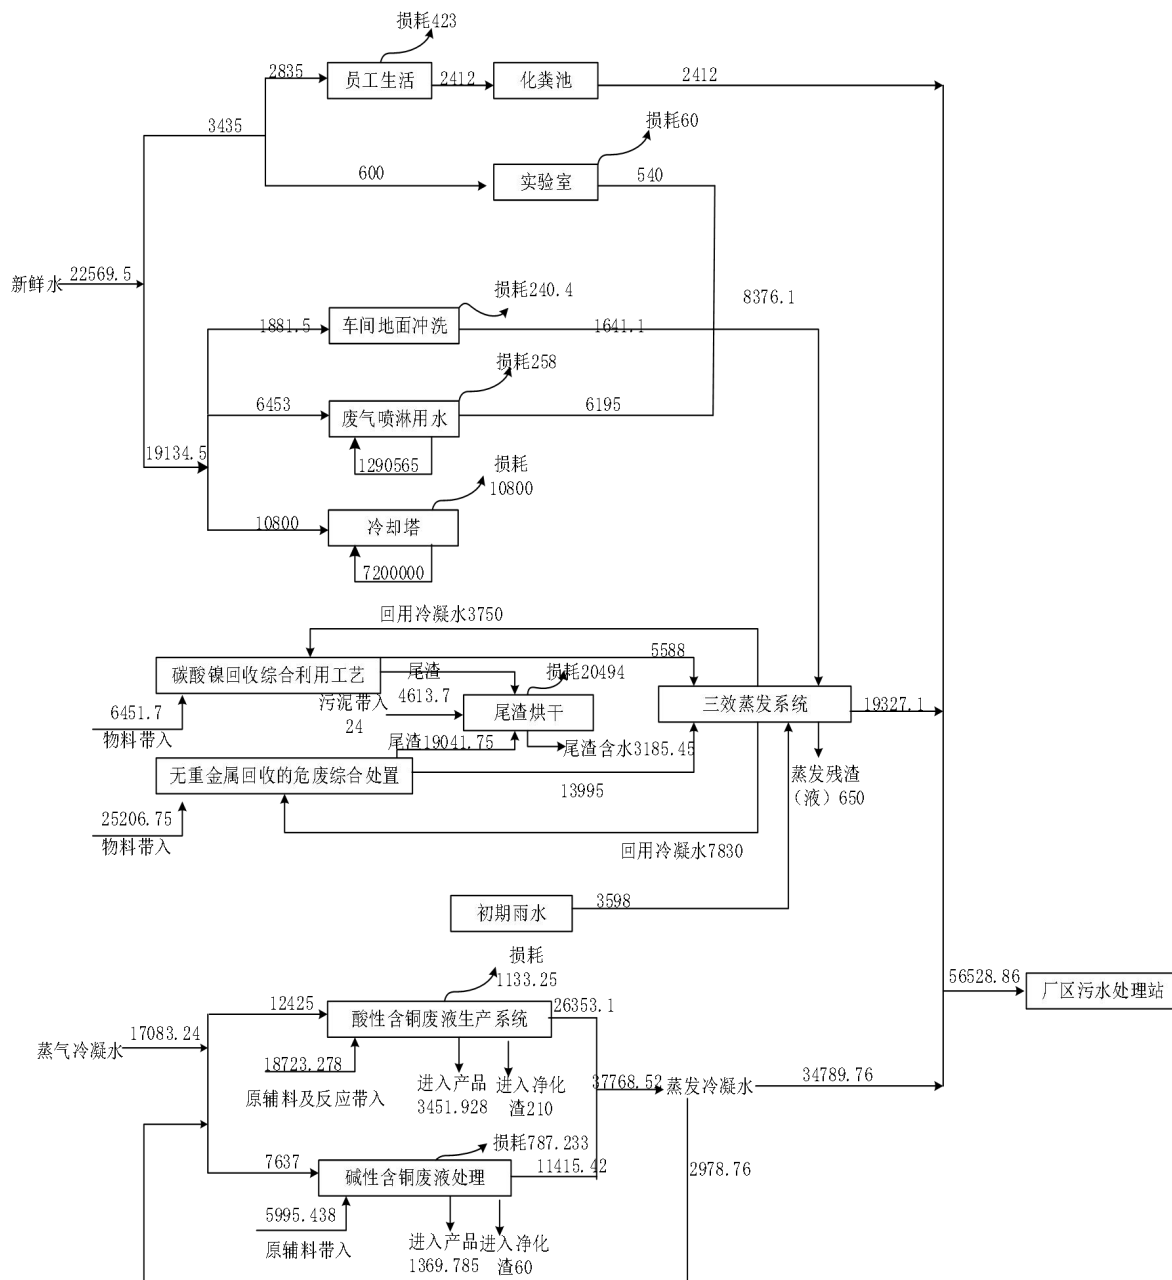 损耗423
2835
员工生活
2412
化粪池
2412
3435
损耗60
600
实验室
540
新鲜水
22569.5
损耗240.4
8376.1
1881.5
车间地面冲洗
1641.1
损耗258
6453
废气喷淋用水
6195
19134.5
1290565
损耗
10800
10800
冷却塔
7200000
回用冷凝水3750
5588
碳酸镍回收综合利用工艺
尾渣
4613.7
损耗20494
6451.7
物料带入
污泥带入
24
尾渣烘干
三效蒸发系统
19327.1
尾渣19041.75
尾渣含水3185.45
无重金属回收的危废综合处置
13995
蒸发残渣
（液）650
25206.75
物料带入
回用冷凝水7830
初期雨水
3598
损耗
1133.25
56528.86
厂区污水处理站
12425
酸性含铜废液生产系统
26353.1
蒸气冷凝水
17083.24
18723.278
原辅料及反应带入
进入产品
3451.928
进入净化
渣210
37768.52
蒸发冷凝水
34789.76
损耗787.233
7637
碱性含铜废液处理
11415.42
2978.76
5995.438
原辅料带入
进入产品
1369.785
进入净化
渣60